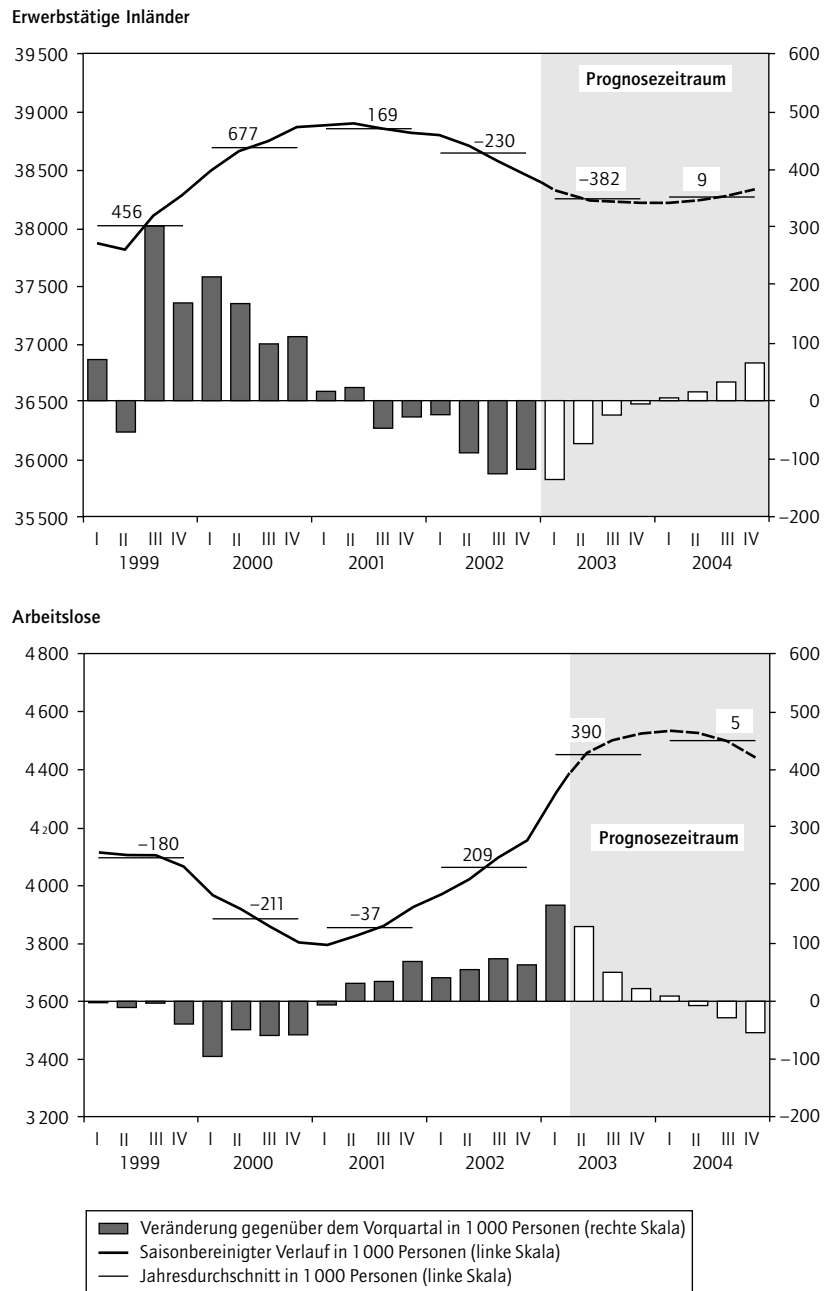 Erwerbstätige Inländer
39 500 600
Prognosezeitraum
39 000 500
677 169 −230
38 500 400
456 −382 9
38 000 300
37 500 200
37 000 100
36 500 0
36 000 −100
35 500 −200
I II III IV I II III IV I II III IV I II III IV I II III IV I II III IV
1999 2000 2001 2002 2003 2004
Arbeitslose
4 800 600
4 600 500
390 5
4 400 400
4 200 300
−180 209 Prognosezeitraum
4 000 200
−211 −37
3 800 100
3 600 0
3 400 −100
3 200 −200
I II III IV I II III IV I II III IV I II III IV I II III IV I II III IV
1999 2000 2001 2002 2003 2004
Veränderung gegenüber dem Vorquartal in 1 000 Personen (rechte Skala)
Saisonbereinigter Verlauf in 1 000 Personen (linke Skala)
Jahresdurchschnitt in 1 000 Personen (linke Skala)